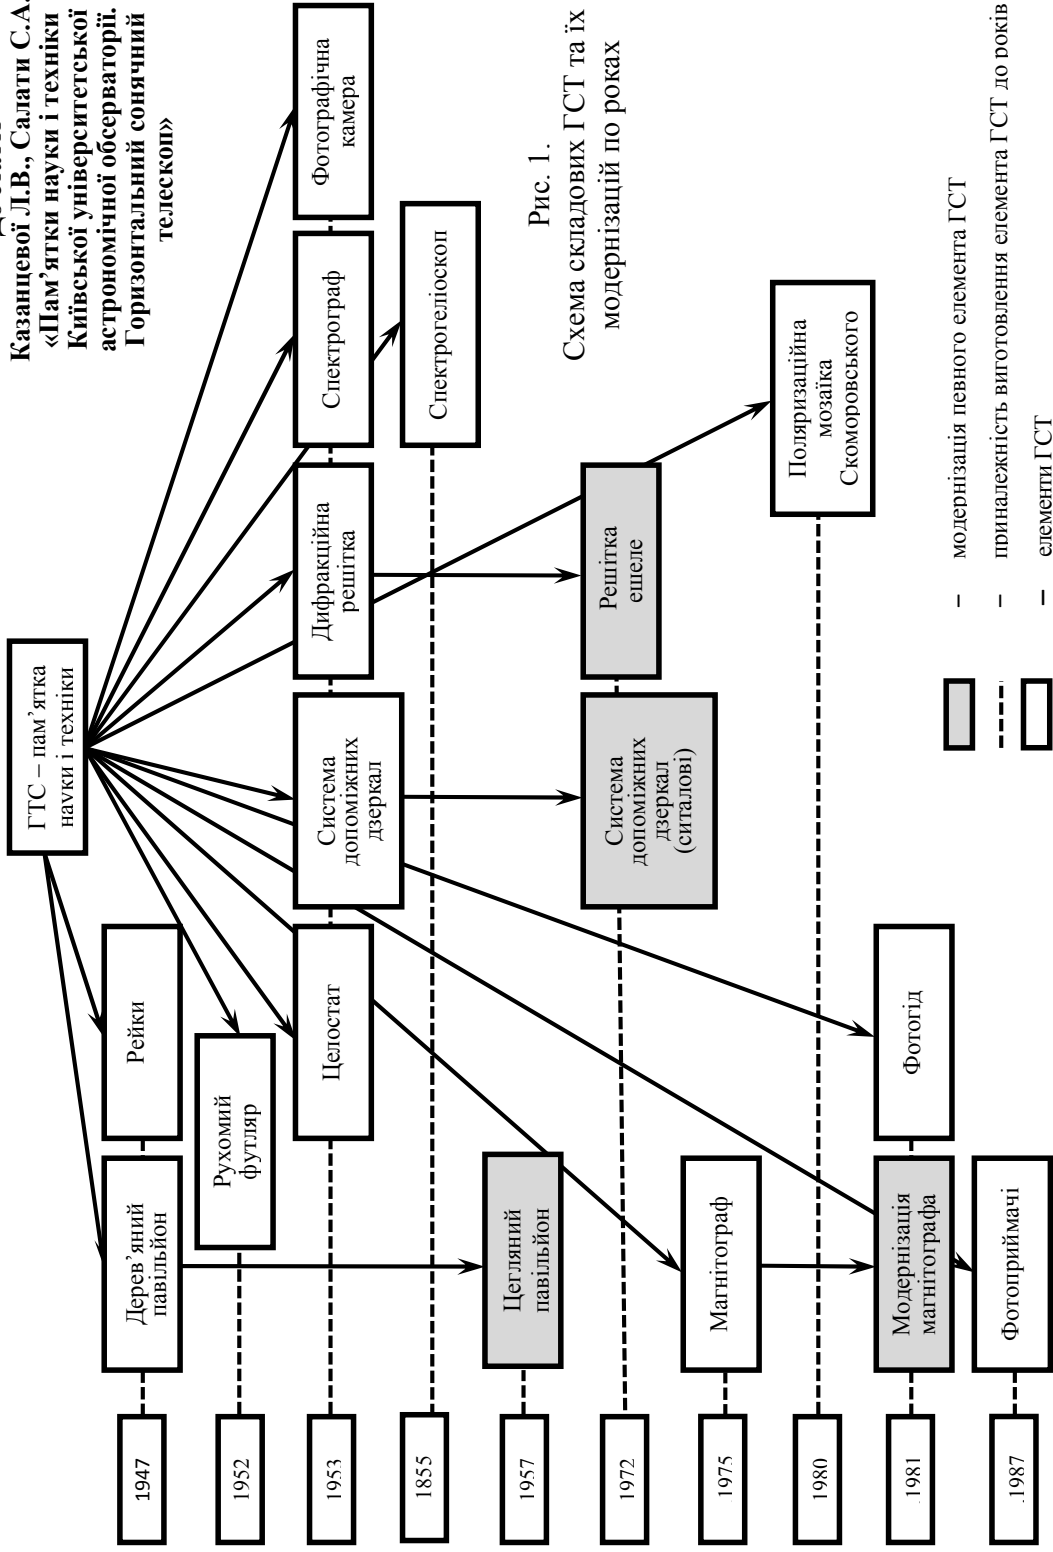 Казанцевої Л.В., Салати С.А.
«Пам’ятки науки і техніки
Київської університетської
астрономічної обсерваторії.
Горизонтальний сонячний
телескоп»
ГТС – пам’ятка
науки і техніки
1947
Дерев’яний
павільйон
Рейки
1952
Рухомий
футляр
1953
Целостат
Система
допоміжних
дзеркал
Дифракційна
решітка
Спектрограф
Фотографічна
камера
1855
Спектрогеліоскоп
1957
Цегляний
павільйон
Рис. 1.
Схема складових ГСТ та їх
модернізацій по роках
1972
Система
допоміжних
дзеркал
(ситалові)
Решітка
ешеле
1975
Магнітограф
1980
Поляризаційна
мозаїка
Скоморовського
1981
Модернізація
магнітографа
Фотогід
1987
Фотоприймачі
– модернізація певного елемента ГСТ
– приналежність виготовлення елемента ГСТ до років
– елементи ГСТ